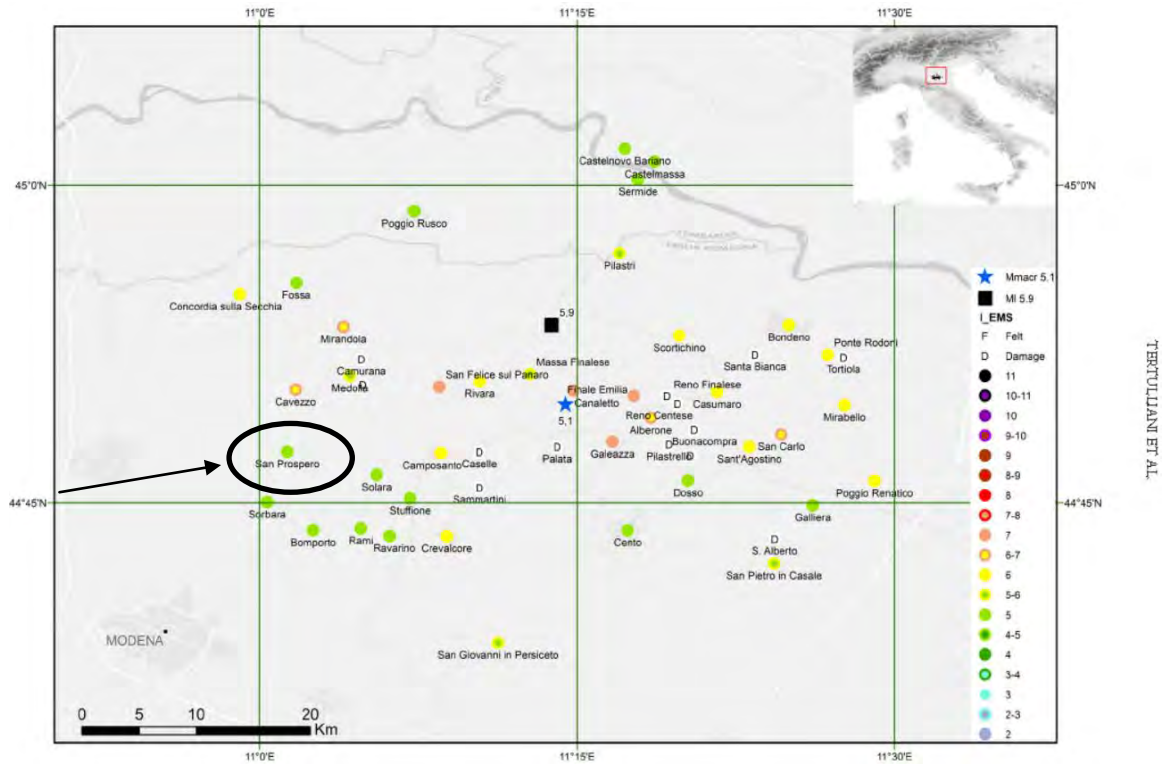 11°0'E
11°15'E
11°30'E
Castelnovo Bariano
Castelmassa
Sermide
45°0'N
45°0'N
Poggio Rusco
LOMBARDIA
EMILIA ROMAGNA
Pilastri
Mmacr 5.1
Fossa
Concordia sulla Secchia
Ml 5.9
5,9
I_EMS
Mirandola
Bondeno
F Felt
Scortichino
Ponte Rodoni
D
Camurana
Massa Finalese
D
Santa Bianca
D
Tortiola
D Damage
San Felice sul Panaro
Medolla
D
Rivara
11
Cavezzo
Finale Emilia
Canaletto
Reno Finalese
D
Casumaro
10-11
D
Reno Centese
Mirabello
10
5,1
Alberone
D
Buonacompra
San Carlo
9-10
San Prospero
Camposanto
D
Caselle
D
Palata
Galeazza
D
Pilastrello
D
Sant'Agostino
9
8-9
Solara
D
Sammartini
Dosso
Poggio Renatico
8
44°45'N
44°45'N
Sorbara
Stuffione
Galliera
7-8
Bomporto
Rami
Ravarino
Crevalcore
Cento
D
S. Alberto
7
6-7
San Pietro in Casale
6
5-6
MODENA
San Giovanni in Persiceto
5
4-5
4
3-4
0 5 10 20
Km
3
2-3
2
TERTULLIANI ET AL